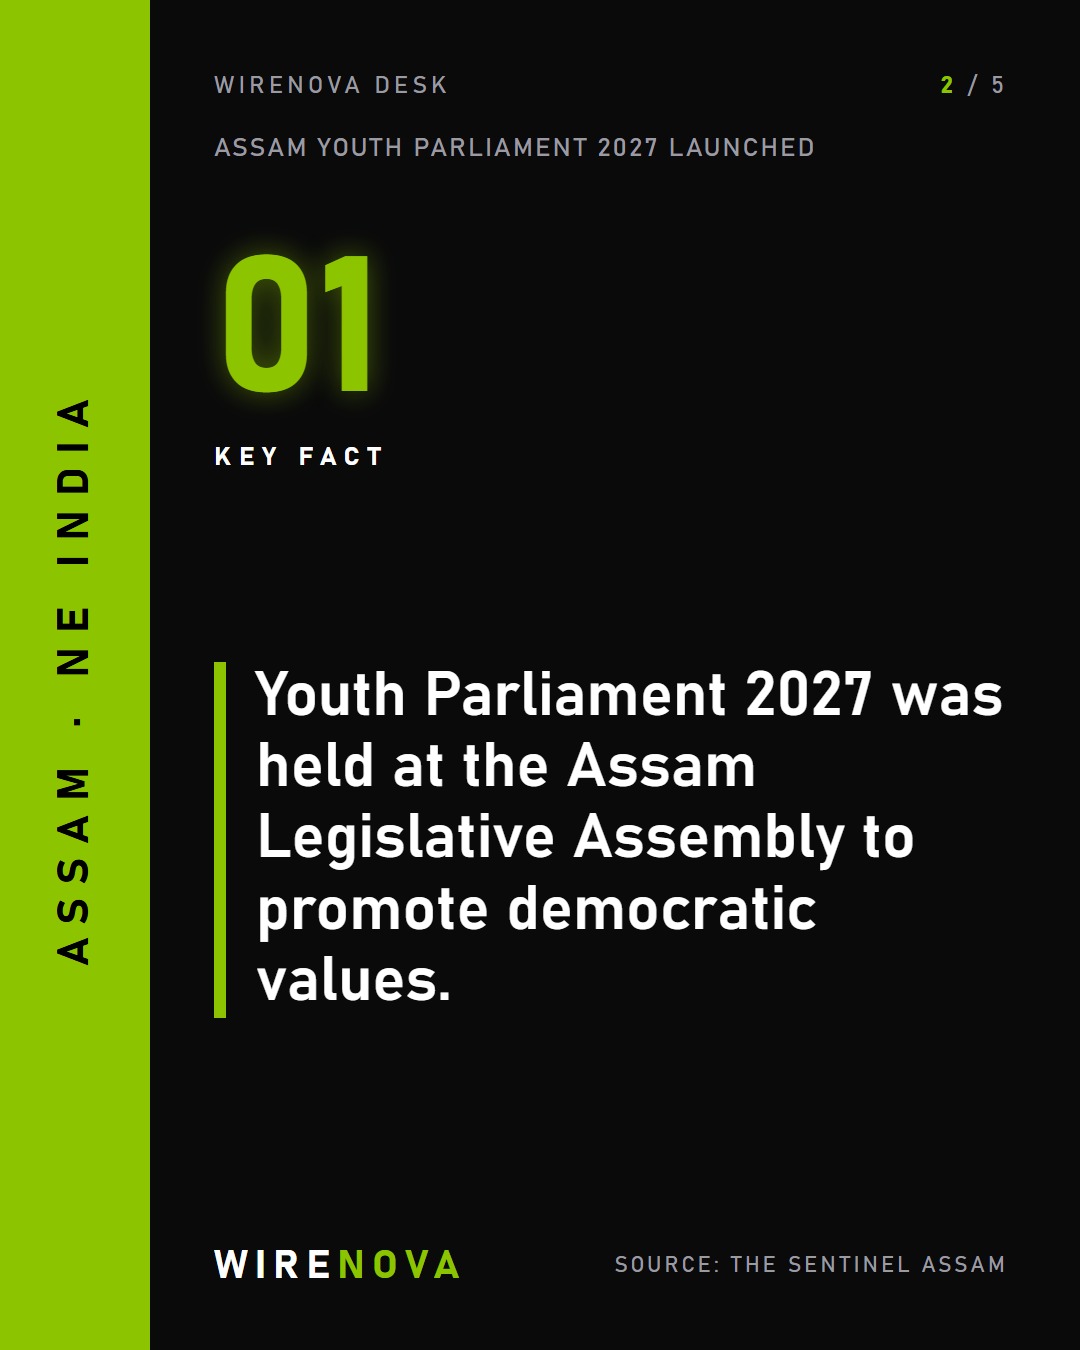 WIRENOVA DESK
2 / 5
ASSAM YOUTH PARLIAMENT 2027 LAUNCHED
01
KEY FACT
ASSAM · NE INDIA
Youth Parliament 2027 was
held at the Assam
Legislative Assembly to
promote democratic
values.
WIRENOVA
SOURCE: THE SENTINEL ASSAM